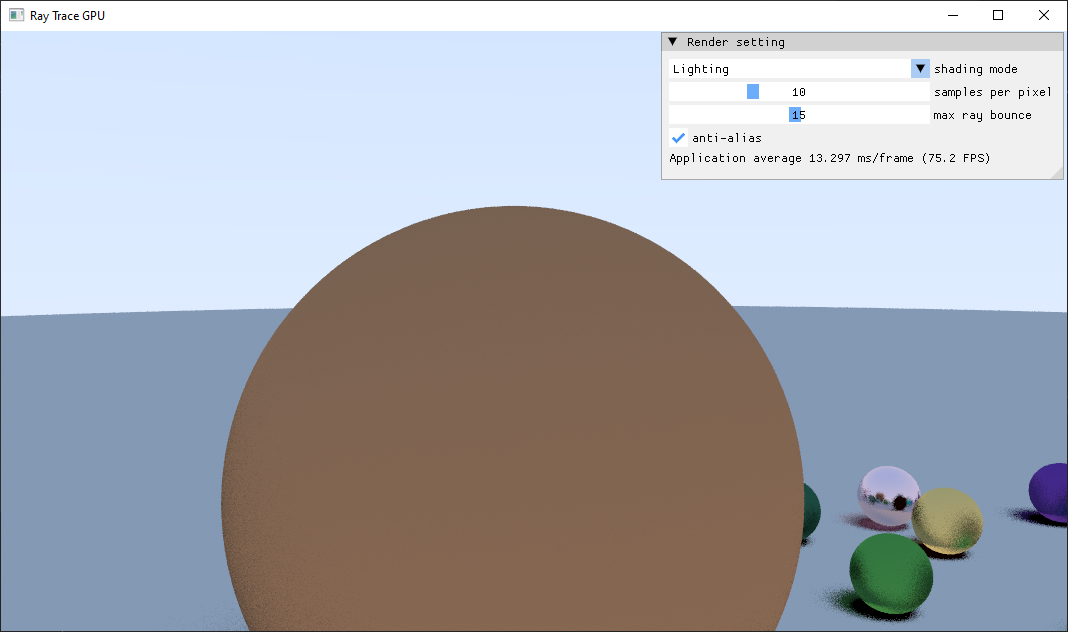 Ray Trace GPU
Render setting
Lighting shading mode
10 samples per pixel
15 max ray bounce
anti-alias
Application average 13.297 ms/frame (75.2 FPS)